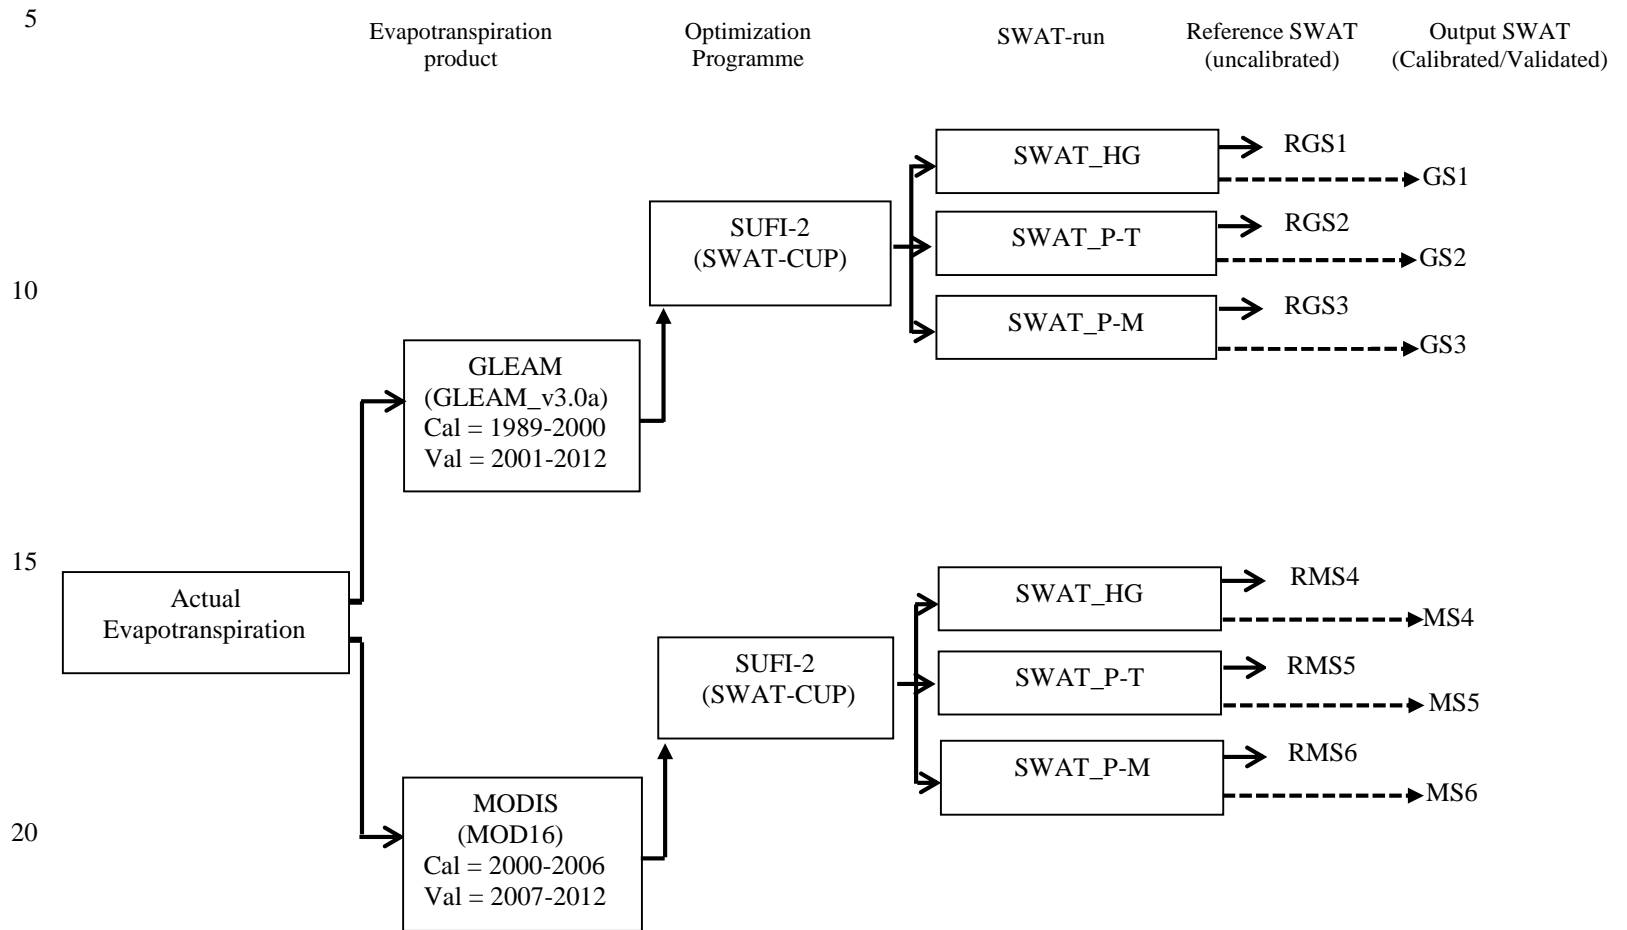 5
Evapotranspiration
product
Optimization
Programme
SWAT-run
Reference SWAT
(uncalibrated)
Output SWAT
(Calibrated/Validated)
SWAT_HG
RGS1
GS1
SUFI-2
(SWAT-CUP)
SWAT_P-T
RGS2
GS2
10
SWAT_P-M
RGS3
GS3
GLEAM
(GLEAM_v3.0a)
Cal = 1989-2000
Val = 2001-2012
15
Actual
Evapotranspiration
SWAT_HG
RMS4
MS4
SUFI-2
(SWAT-CUP)
SWAT_P-T
RMS5
MS5
SWAT_P-M
RMS6
MS6
20
MODIS
(MOD16)
Cal = 2000-2006
Val = 2007-2012